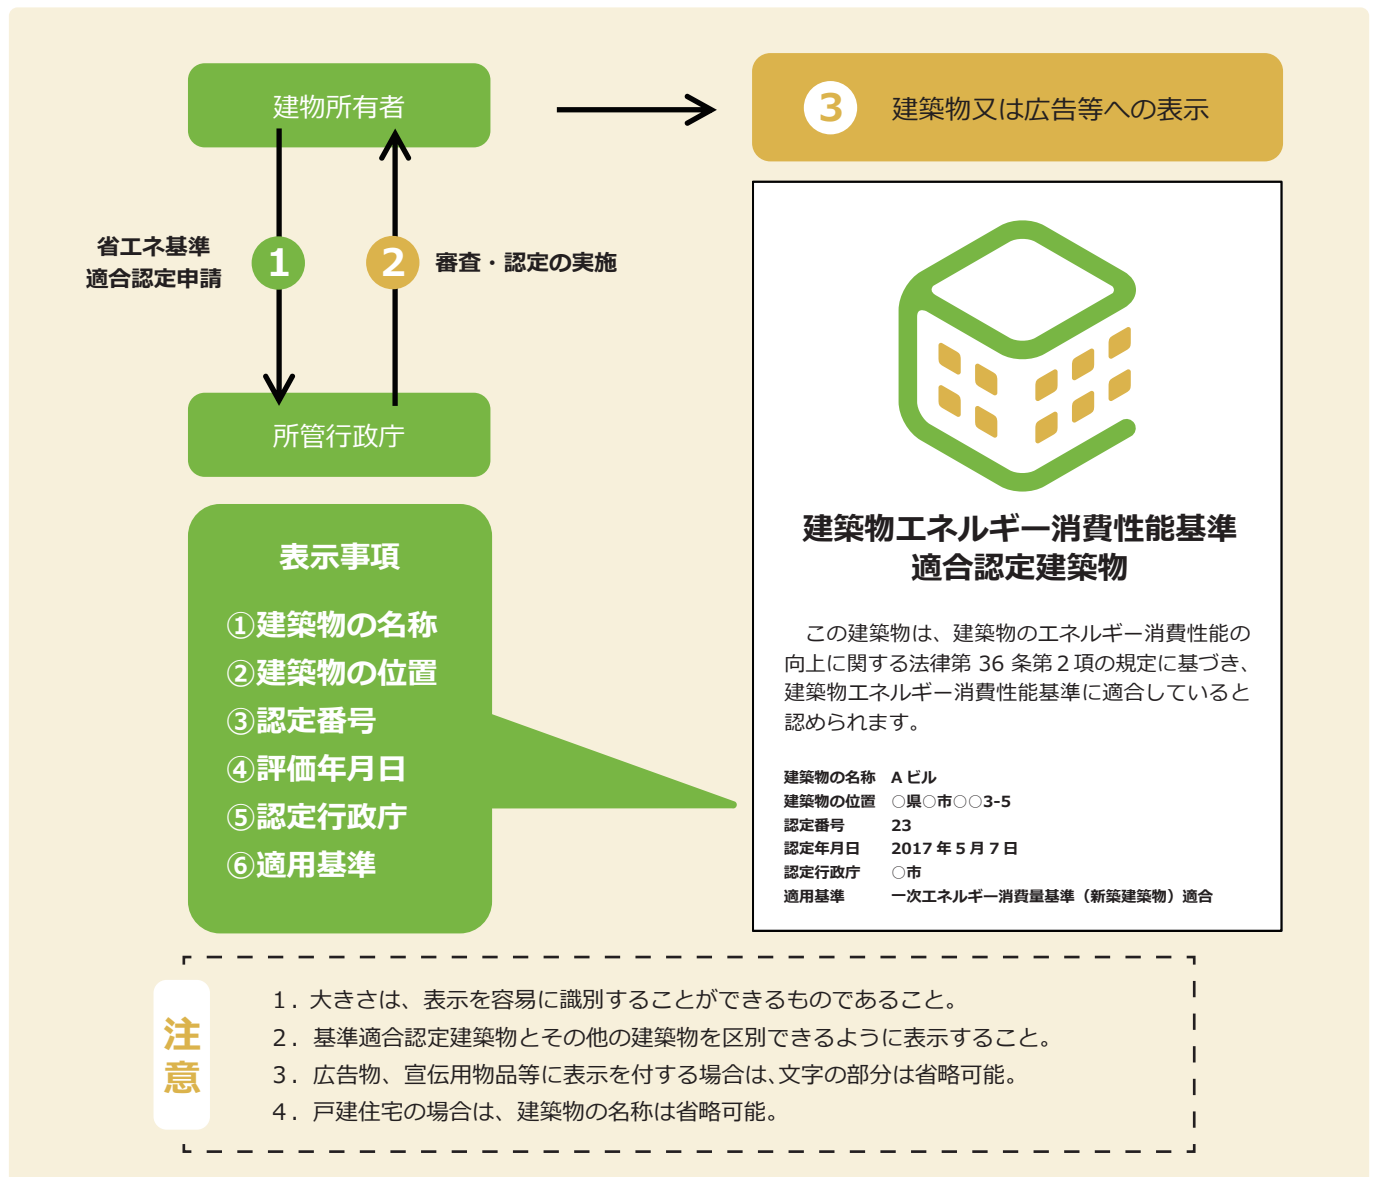 建物所有者
省エネ基準
適合認定申請
1
2
審査・認定の実施
所管行政庁
3 建築物又は広告等への表示
表示事項
①建築物の名称
②建築物の位置
③認定番号
④評価年月日
⑤認定行政庁
⑥適用基準
建築物エネルギー消費性能基準
適合認定建築物
この建築物は、建築物のエネルギー消費性能の
向上に関する法律第 36 条第２項の規定に基づき、
建築物エネルギー消費性能基準に適合していると
認められます。
建築物の名称 A ビル
建築物の位置 ○県○市○○3-5
認定番号 23
認定年月日 2017 年 5 月 7 日
認定行政庁 ○市
適用基準 一次エネルギー消費量基準（新築建築物）適合
注意
１．大きさは、表示を容易に識別することができるものであること。
２．基準適合認定建築物とその他の建築物を区別できるように表示すること。
３．広告物、宣伝用物品等に表示を付する場合は、文字の部分は省略可能。
４．戸建住宅の場合は、建築物の名称は省略可能。